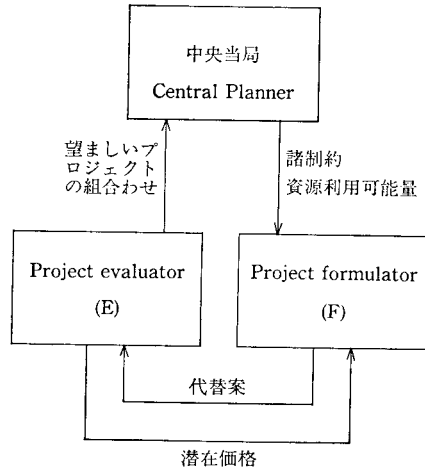 中央当局
Central Planner
望ましいプ
ロジェクト
の組合わせ
諸制約
資源利用可能量
Project evaluator
(E)
Project formulator
(F)
代替案
潜在価格